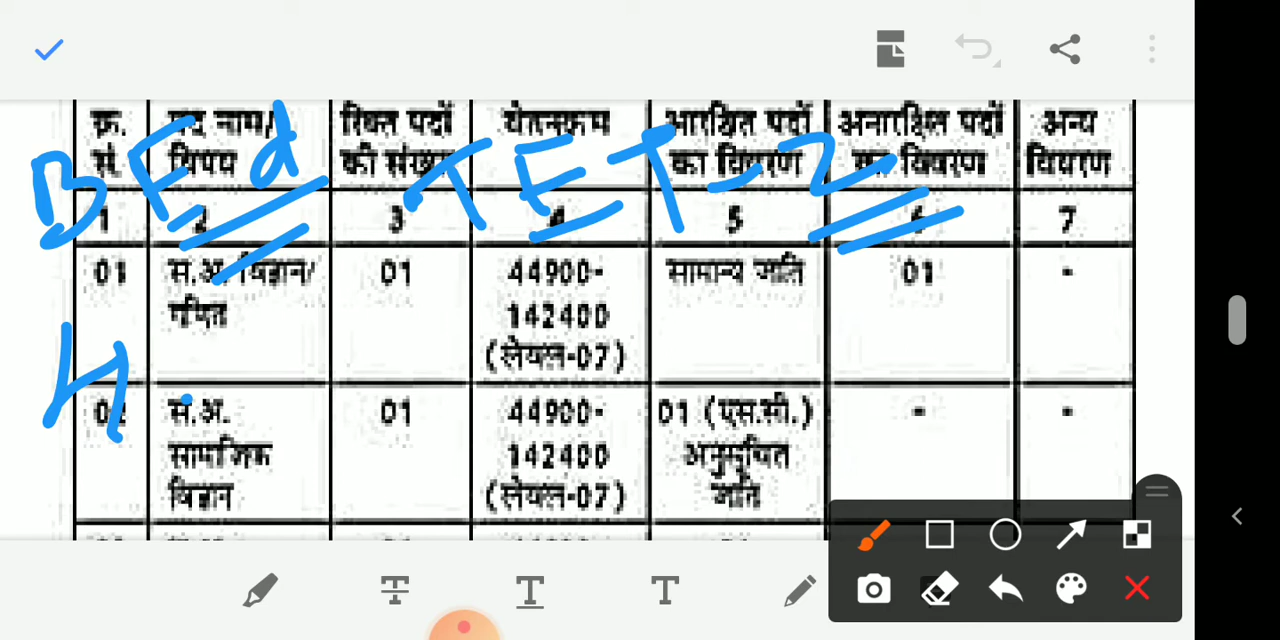 क्र. सं. पद नाम/ विषय रिक्त पदों की संख्या वेतनक्रम आरक्षित पदों का विवरण अनारक्षित पदों का विवरण अन्य विवरण
BEd TET-2
1 2 3 4 5 6 7
01 स.अ. विज्ञान/ गणित 01 44900- 142400 (लेवल-07) सामान्य जाति 01 -
H
02 स.अ. सामाजिक विज्ञान 01 44900- 142400 (लेवल-07) 01 (एस.सी.) अनुसूचित जाति - -
T T T